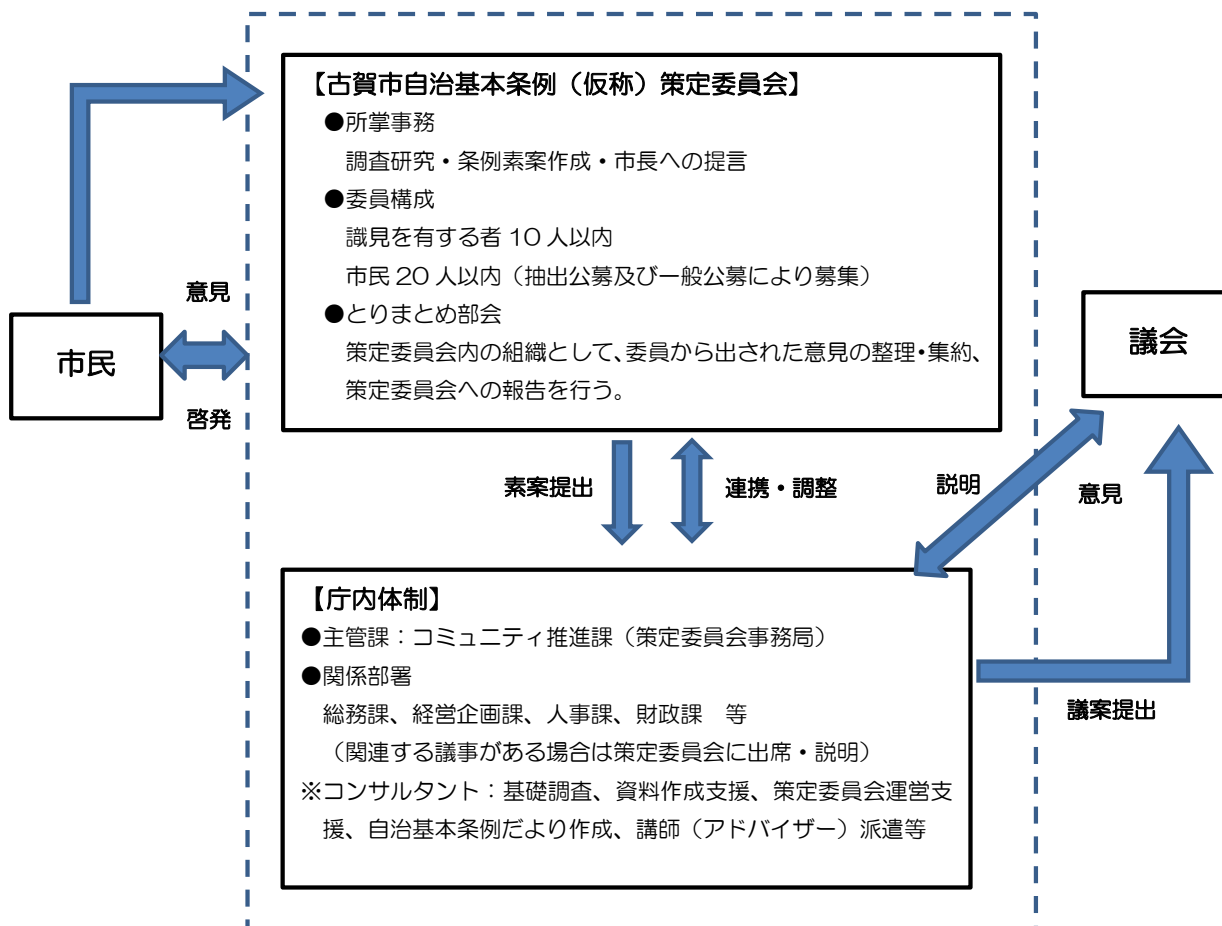 【古賀市自治基本条例（仮称）策定委員会】
●所掌事務
調査研究・条例素案作成・市長への提言
●委員構成
識見を有する者 10 人以内
市民 20 人以内（抽出公募及び一般公募により募集）
●とりまとめ部会
策定委員会内の組織として、委員から出された意見の整理・集約、
策定委員会への報告を行う。
市民
意見
啓発
議会
素案提出
連携・調整
説明
意見
議案提出
【庁内体制】
●主管課：コミュニティ推進課（策定委員会事務局）
●関係部署
総務課、経営企画課、人事課、財政課　等
（関連する議事がある場合は策定委員会に出席・説明）
※コンサルタント：基礎調査、資料作成支援、策定委員会運営支
援、自治基本条例だより作成、講師（アドバイザー）派遣等